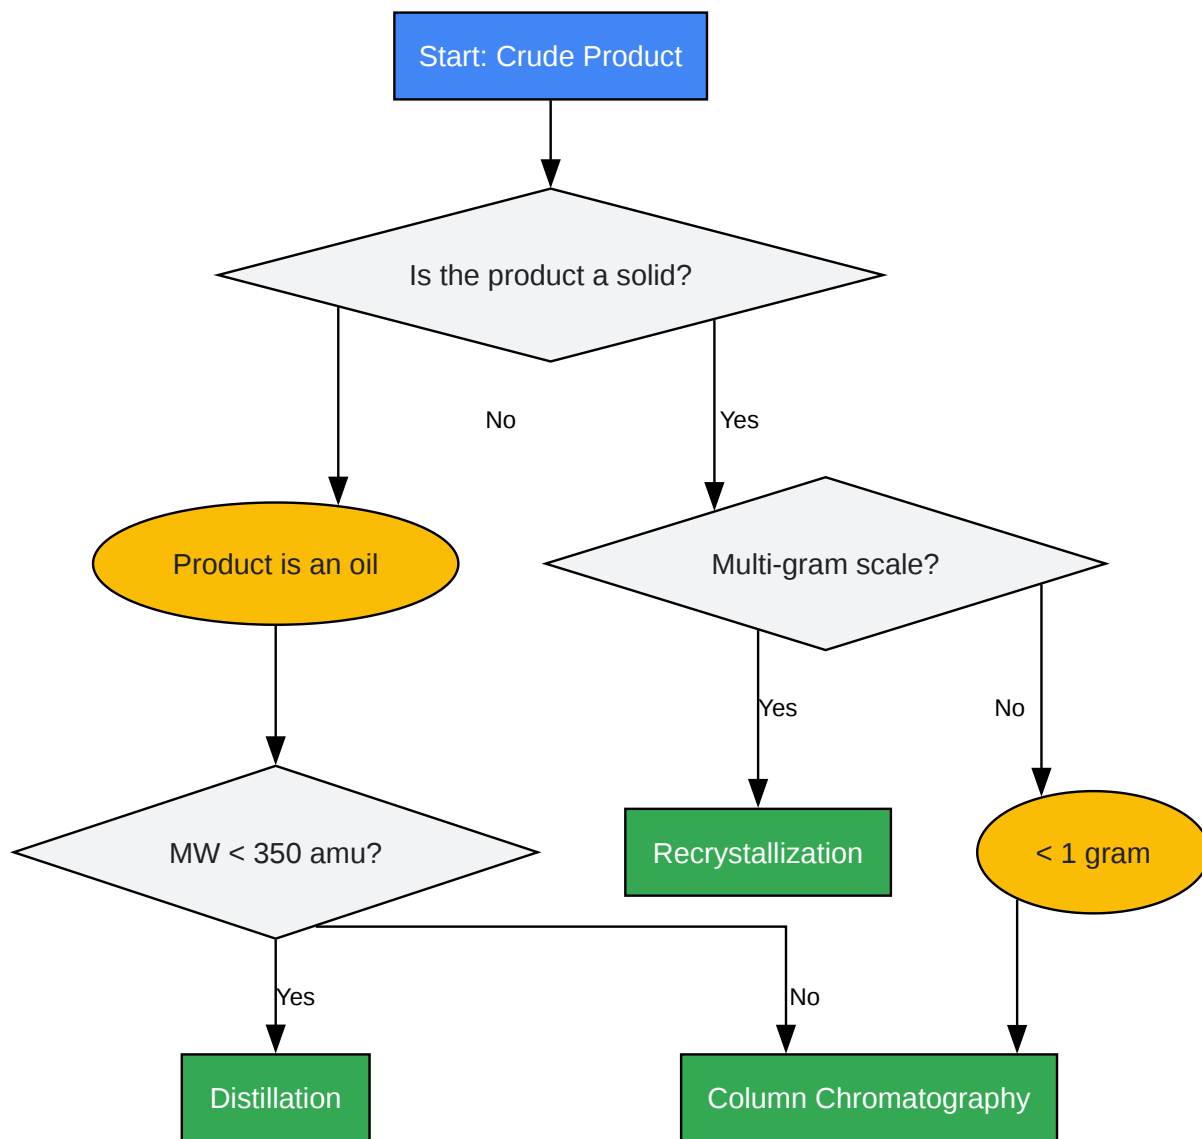 Start: Crude Product
Is the product a solid?
No
Yes
Product is an oil
Multi-gram scale?
Yes
No
MW < 350 amu?
Recrystallization
< 1 gram
Yes
No
Distillation
Column Chromatography